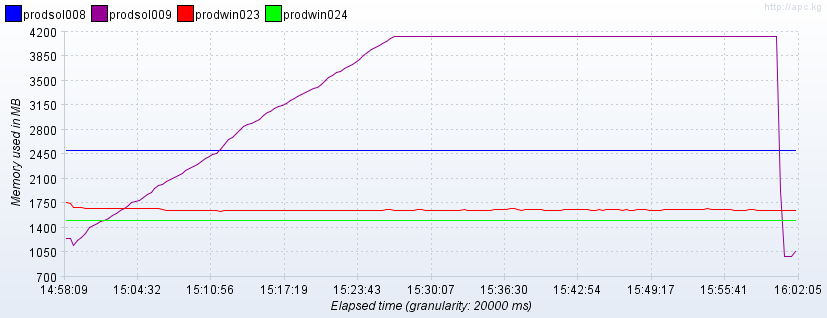 http://apc.kg
prodsol008 prodsol009 prodwin023 prodwin024
Memory used in MB
4200
3850
3500
3150
2800
2450
2100
1750
1400
1050
700
14:58:09 15:04:32 15:10:56 15:17:19 15:23:43 15:30:07 15:36:30 15:42:54 15:49:17 15:55:41 16:02:05
Elapsed time (granularity: 20000 ms)